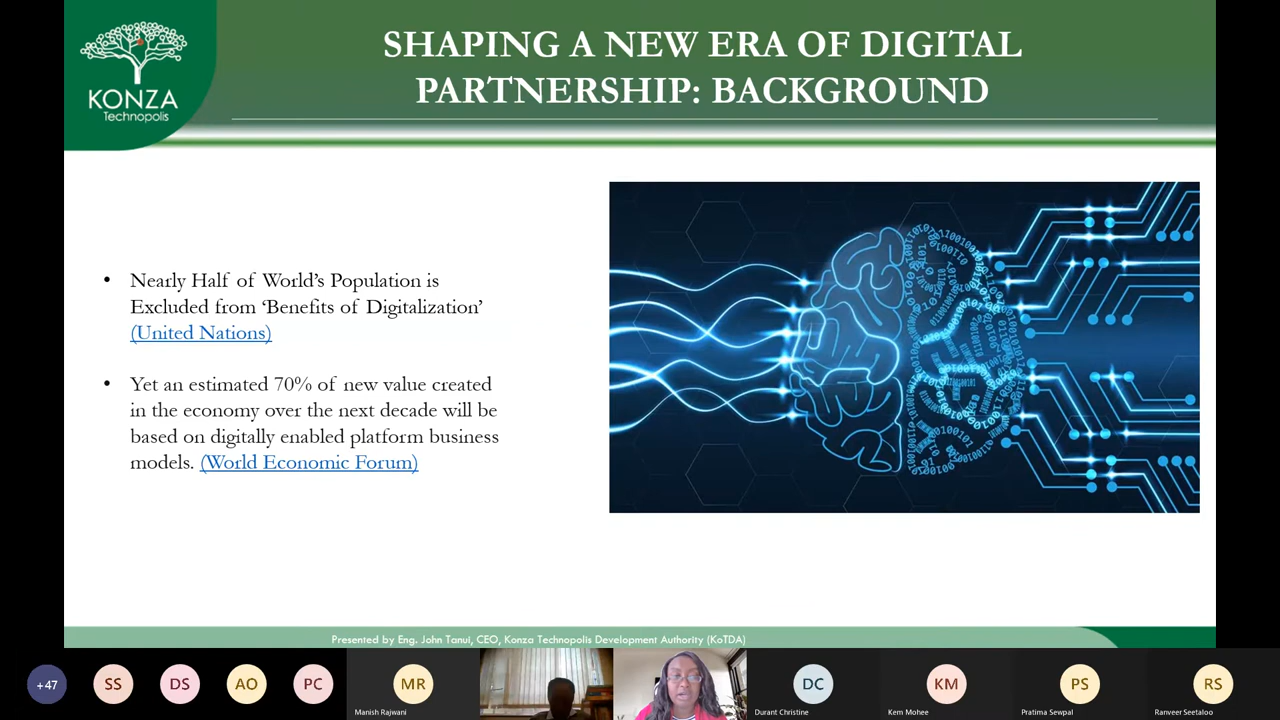 KONZA
Technopolis
SHAPING A NEW ERA OF DIGITAL
PARTNERSHIP: BACKGROUND
• Nearly Half of World’s Population is
Excluded from ‘Benefits of Digitalization’
(United Nations)
• Yet an estimated 70% of new value created
in the economy over the next decade will be
based on digitally enabled platform business
models. (World Economic Forum)
Presented by Eng. John Tanui, CEO, Konza Technopolis Development Authority (KoTDA)
+47
SS
DS
AO
PC
MR
Manish Rajwani
DC
Durant Christine
KM
Kem Mohee
PS
Pratima Sewpal
RS
Ranveer Seetaloo